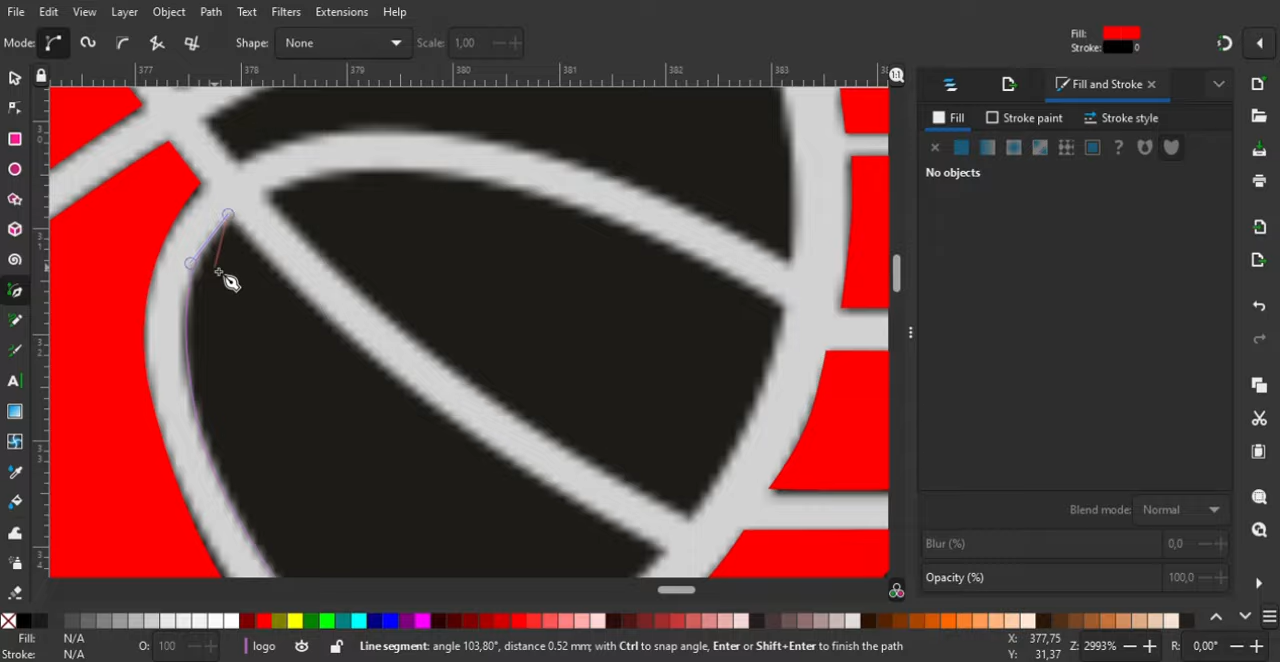 File Edit View Layer Object Path Text Filters Extensions Help
Mode: Shape: None Scale: 1,00 Fill: Stroke: 0
377 378 379 380 381 382 383
Fill and Stroke
Fill Stroke paint Stroke style
?
No objects
Blend mode: Normal
Blur (%) 0,0
Opacity (%) 100,0
Fill: N/A
Stroke: N/A
O: 100
logo
Line segment: angle 103,80°, distance 0.52 mm; with Ctrl to snap angle, Enter or Shift+Enter to finish the path
X: 377,75
Y: 31,37
Z: 2993%
R: 0,00°